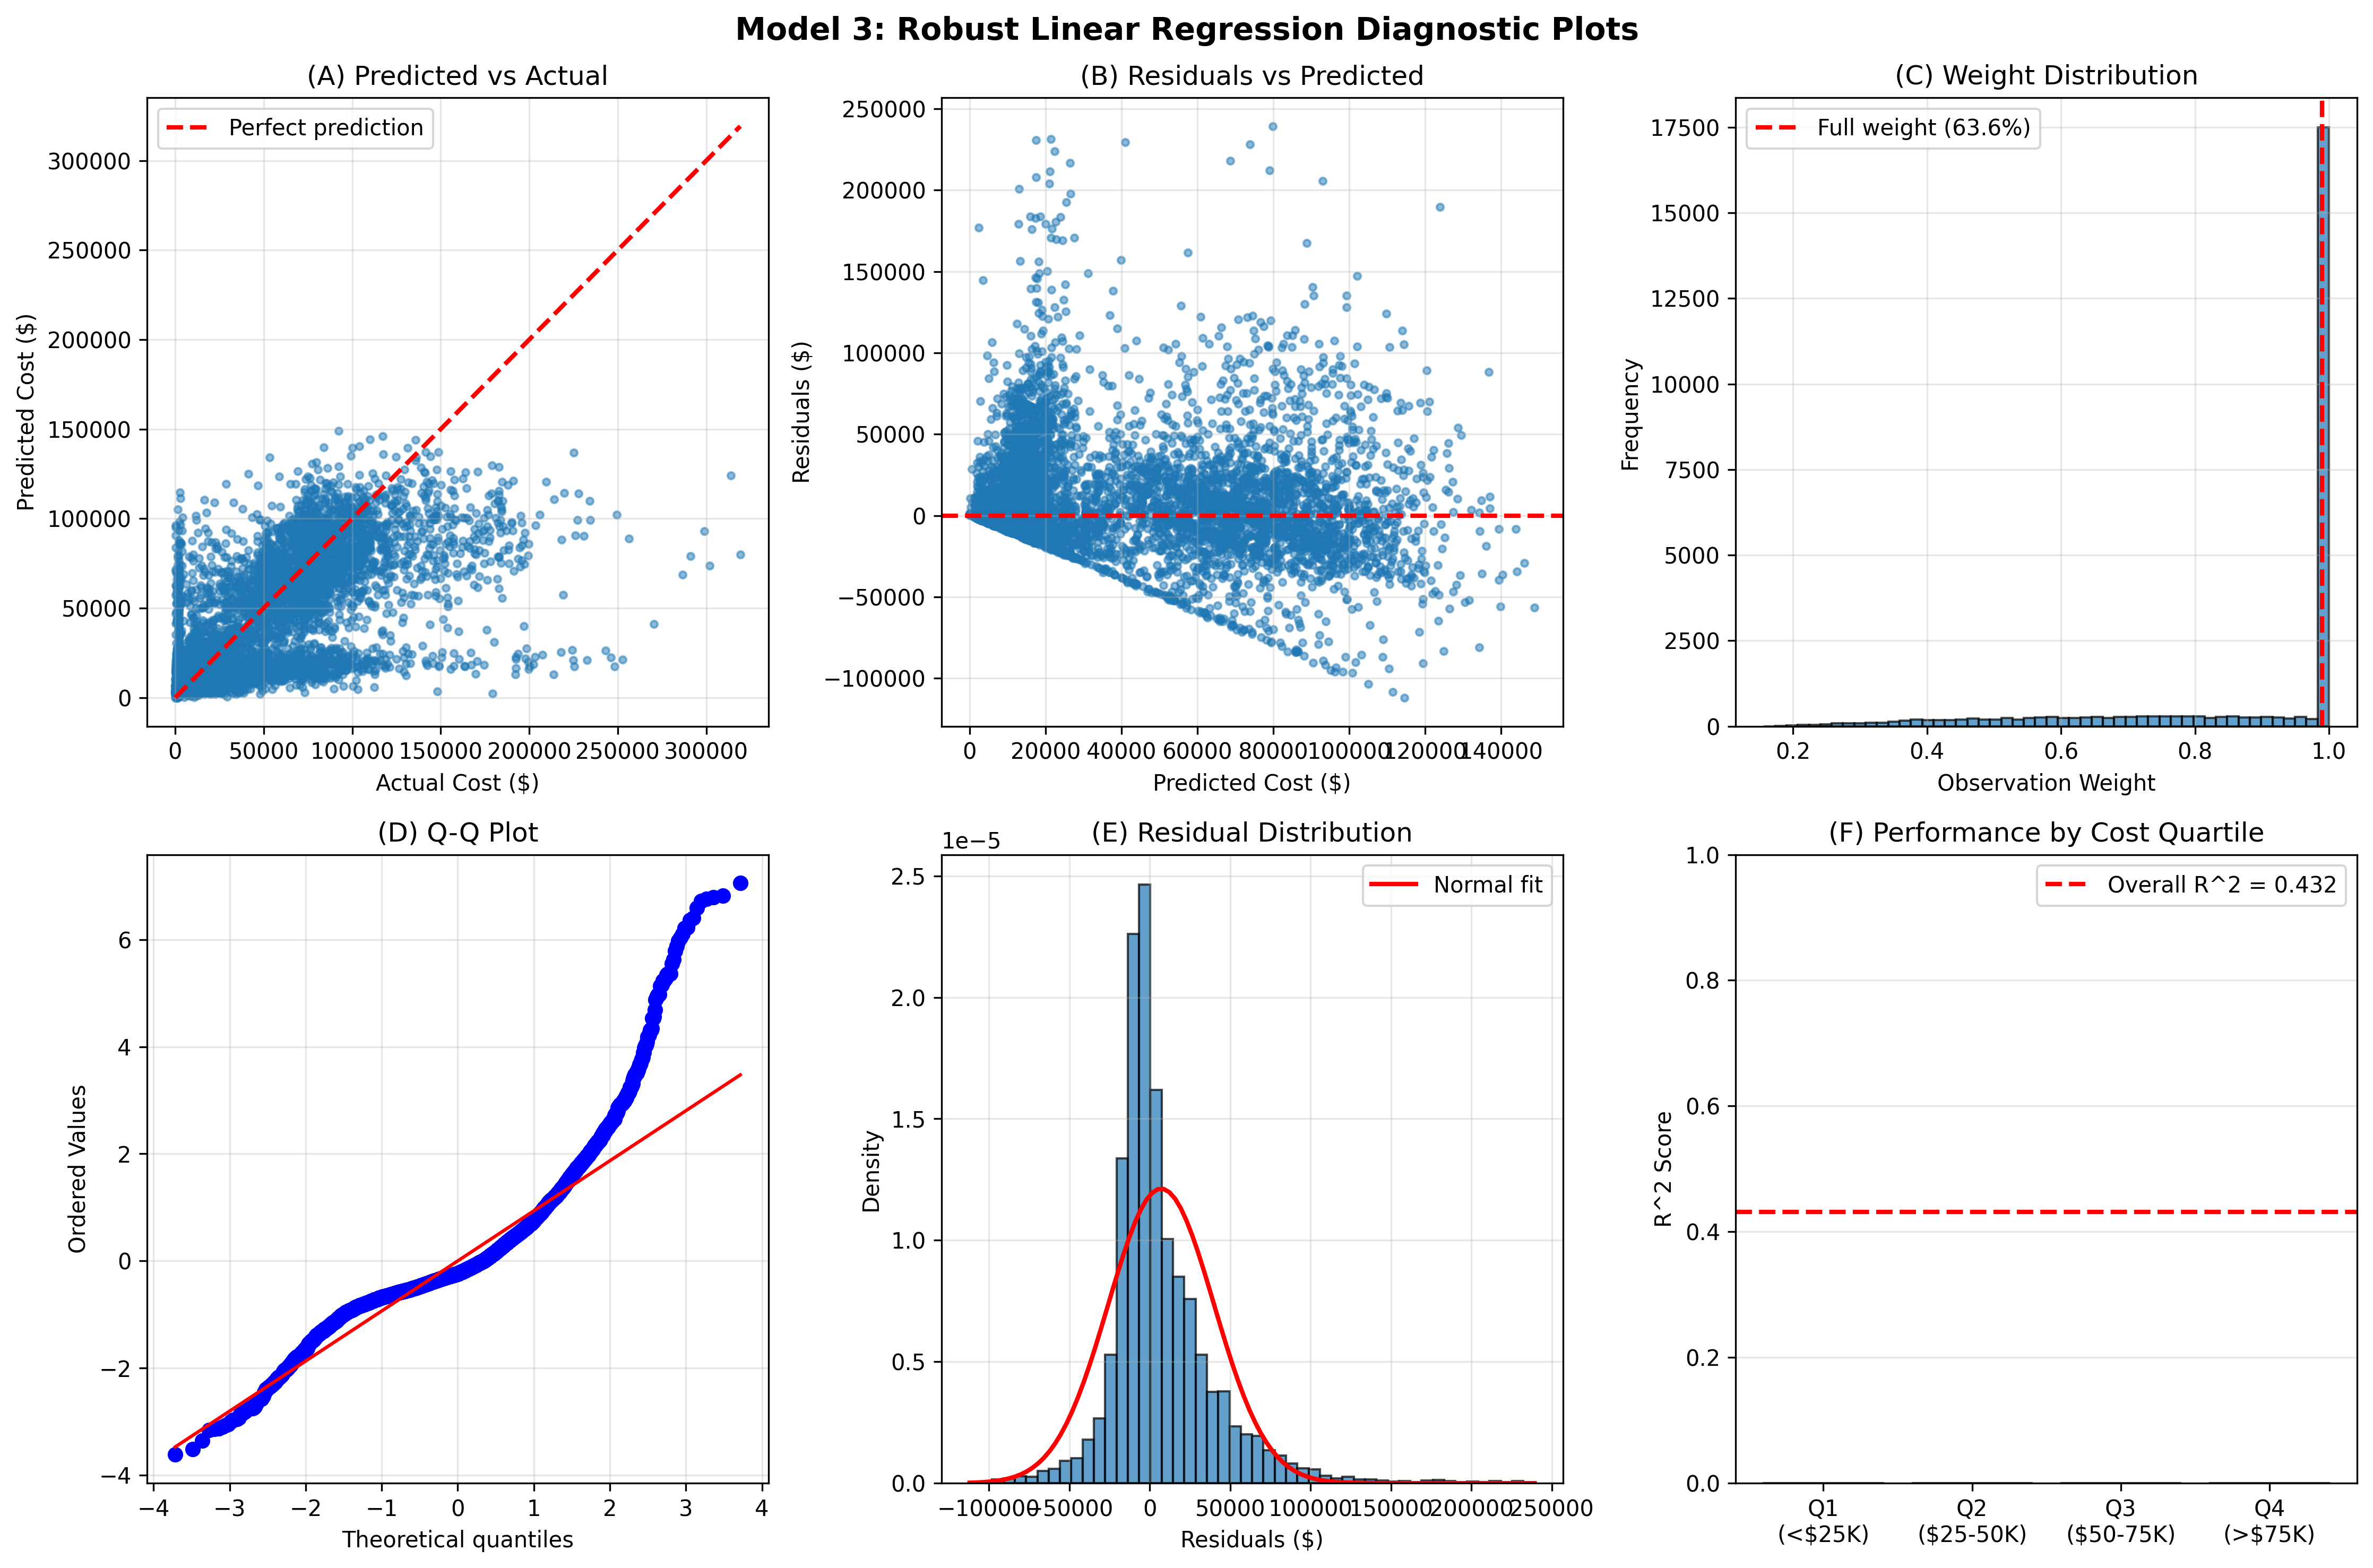 Model 3: Robust Linear Regression Diagnostic Plots
(A) Predicted vs Actual
Perfect prediction
300000
250000
200000
150000
100000
50000
0
Predicted Cost ($)
0 50000 100000 150000 200000 250000 300000
Actual Cost ($)
(B) Residuals vs Predicted
250000
200000
150000
100000
50000
0
−50000
−100000
Residuals ($)
0 20000 40000 60000 80000 100000 120000 140000
Predicted Cost ($)
(C) Weight Distribution
Full weight (63.6%)
17500
15000
12500
10000
7500
5000
2500
0
Frequency
0.2 0.4 0.6 0.8 1.0
Observation Weight
(D) Q-Q Plot
6
4
2
0
−2
−4
Ordered Values
−4 −3 −2 −1 0 1 2 3 4
Theoretical quantiles
(E) Residual Distribution
1e−5
Normal fit
2.5
2.0
1.5
1.0
0.5
0.0
Density
−100000 −50000 0 50000 100000 150000 200000 250000
Residuals ($)
(F) Performance by Cost Quartile
Overall R^2 = 0.432
1.0
0.8
0.6
0.4
0.2
0.0
R^2 Score
Q1 Q2 Q3 Q4
(<$25K) ($25-50K) ($50-75K) (>$75K)